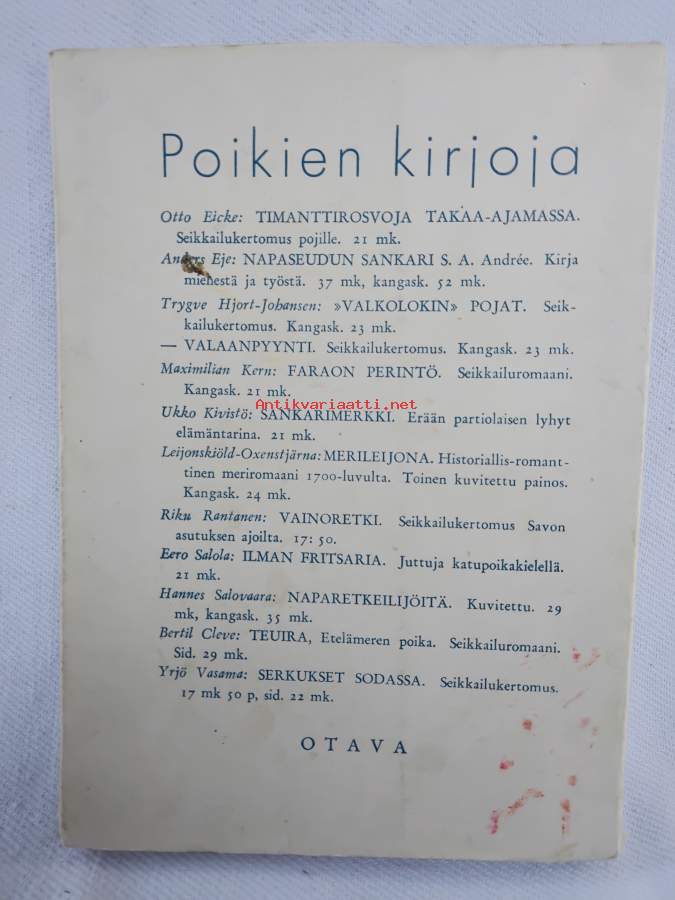 Poikien kirjoja
Otto Eicke: TIMANTTIROSVOJA TAKAA-AJAMASSA.
Seikkailukertomus pojille. 21 mk.
Anders Eje: NAPASEUDUN SANKARI S. A. Andrée. Kirja
miehestä ja työstä. 37 mk, kangask. 52 mk.
Trygve Hjort-Johansen: »VALKOLOKIN» POJAT. Seik-
kailukertomus. Kangask. 23 mk.
— VALAANPYYNTI. Seikkailukertomus. Kangask. 23 mk.
Maximilian Kern: FARAON PERINTÖ. Seikkailuromaani.
Kangask. 21 mk.
Antikvariaatti.net
Ukko Kivistö: SANKARIMERKKI. Erään partiolaisen lyhyt
elämäntarina. 21 mk.
Leijonskiöld-Oxenstjärna: MERILEIJONA. Historiallis-romant-
tinen meriromaani 1700-luvulta. Toinen kuvitettu painos.
Kangask. 24 mk.
Riku Rantanen: VAINORETKI. Seikkailukertomus Savon
asutuksen ajoilta. 17: 50.
Eero Salola: ILMAN FRITSARIA. Juttuja katupoikakielellä.
21 mk.
Hannes Salovaara: NAPARETKEILIJÖITÄ. Kuvitettu. 29
mk, kangask. 35 mk.
Bertil Cleve: TEUIRA, Etelämeren poika. Seikkailuromaani.
Sid. 29 mk.
Yrjö Vasama: SERKUKSET SODASSA. Seikkailukertomus.
17 mk 50 p, sid. 22 mk.
OTAVA